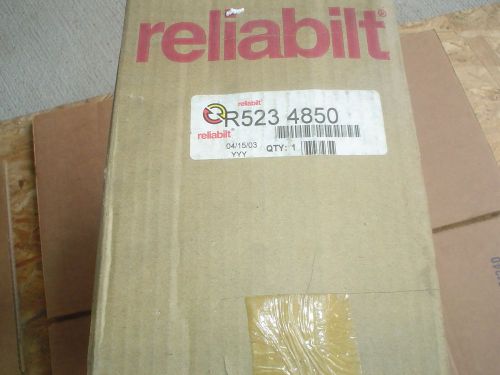 reliabilt®
reliabilt®
R523 4850
reliabilt®
04/15/03 QTY: 1
YYY